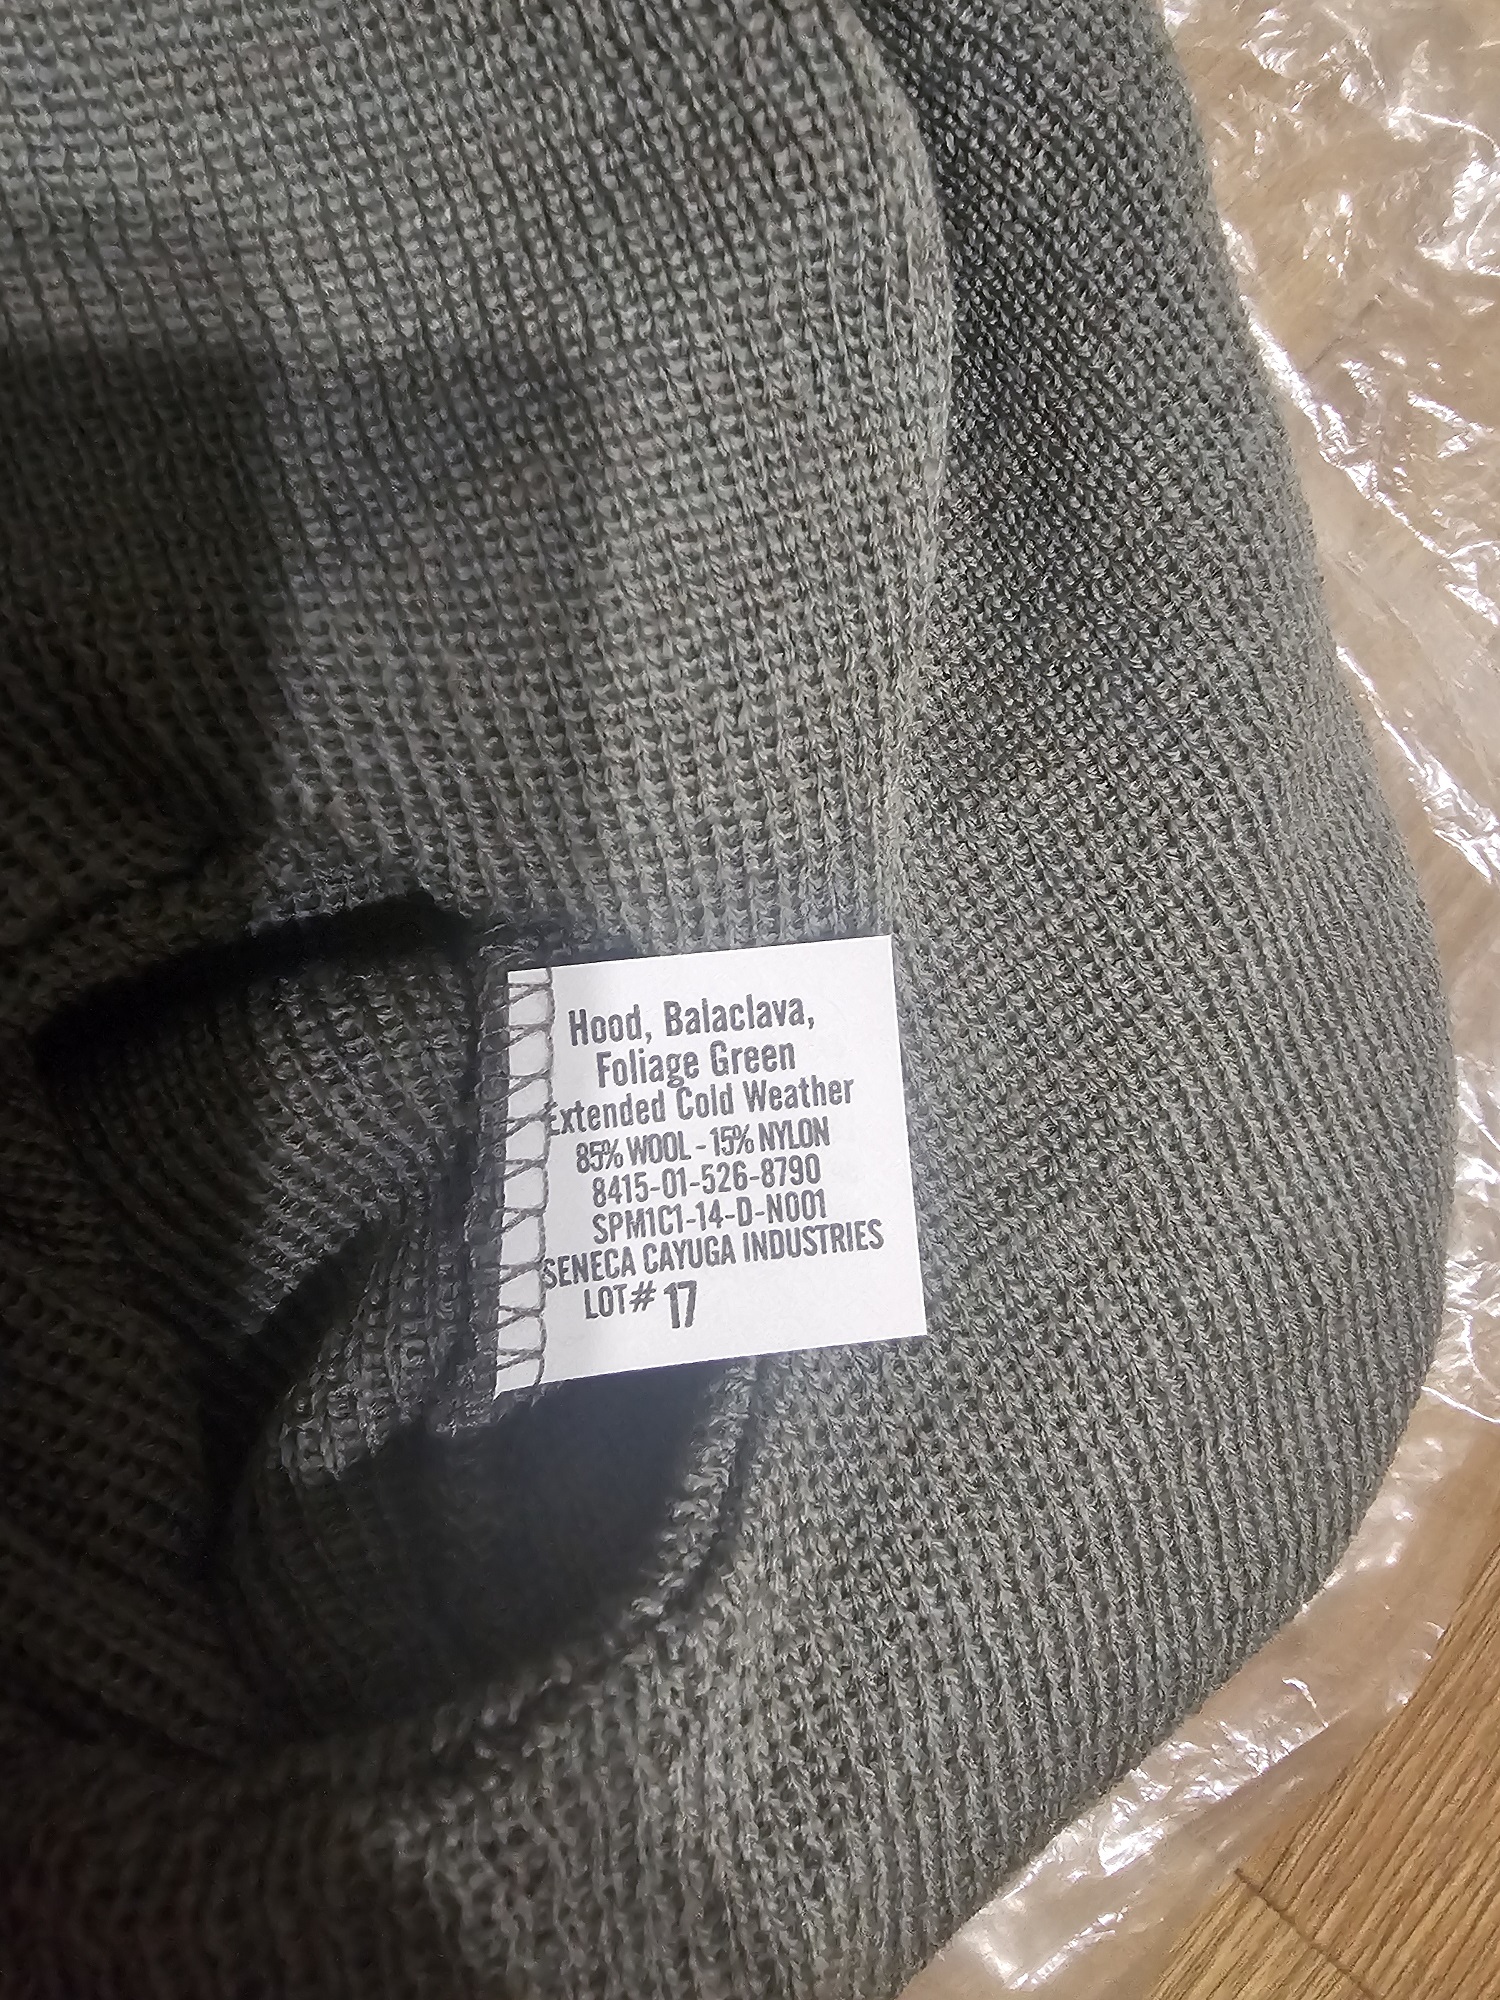 Hood, Balaclava,
Foliage Green
Extended Cold Weather
85% WOOL - 15% NYLON
8415-01-526-8790
SPM1C1-14-D-N001
SENECA CAYUGA INDUSTRIES
LOT# 17